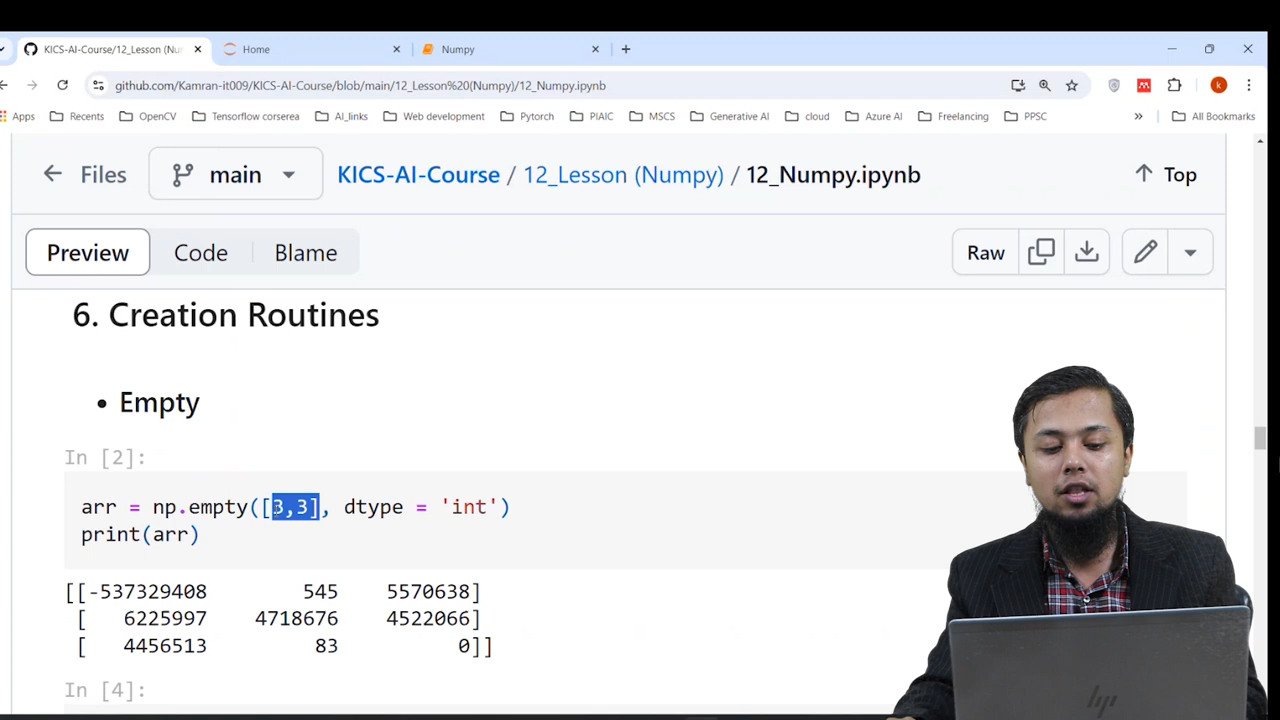 KICS-AI-Course/12_Lesson (Nu
Home
Numpy
github.com/Kamran-it009/KICS-AI-Course/blob/main/12_Lesson%20(Numpy)/12_Numpy.ipynb
k
Apps
Recents
OpenCV
Tensorflow corserea
AI_links
Web development
Pytorch
PIAIC
MSCS
Generative AI
cloud
Azure AI
Freelancing
PPSC
»
All Bookmarks
Files
main
KICS-AI-Course / 12_Lesson (Numpy) / 12_Numpy.ipynb
Top
Preview
Code
Blame
Raw
6. Creation Routines
• Empty
In [2]:
arr = np.empty([3,3], dtype = 'int')
print(arr)
[[-537329408 545 5570638]
[ 6225997 4718676 4522066]
[ 4456513 83 0]]
In [4]:
hp